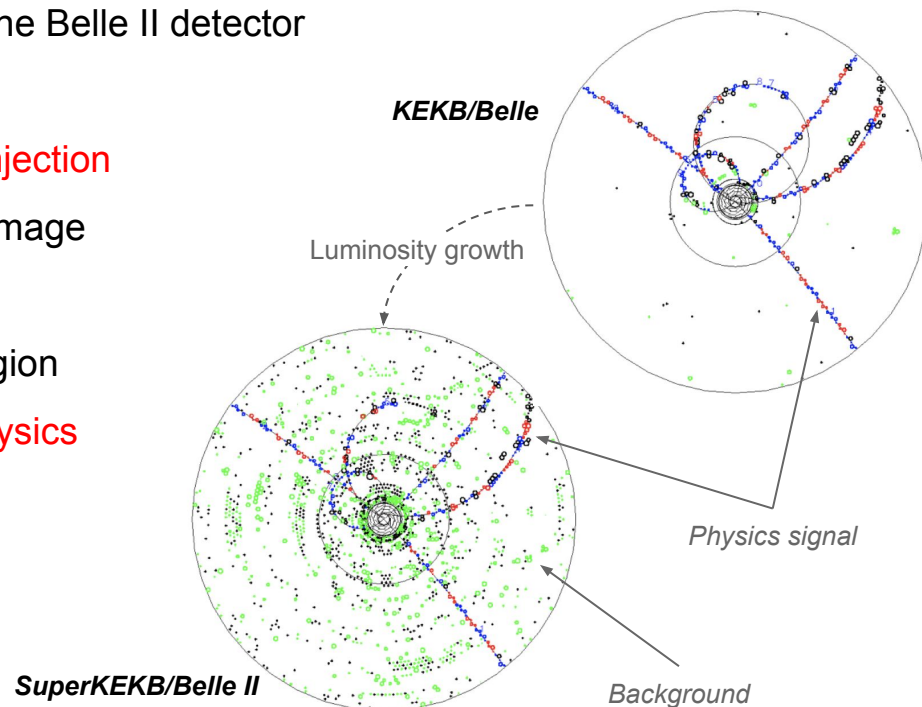 he Belle II detector
KEKB/Belle
jection
mage
Luminosity growth
gion
ysics
Physics signal
SuperKEKB/Belle II
Background